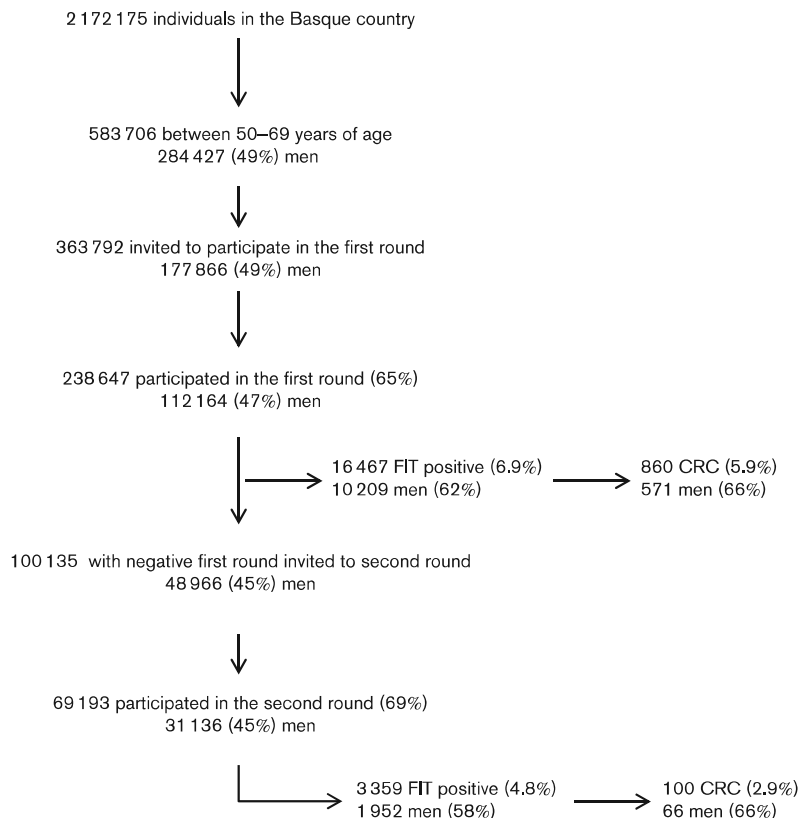 2 172 175 individuals in the Basque country
583 706 between 50–69 years of age
284 427 (49%) men
363 792 invited to participate in the first round
177 866 (49%) men
238 647 participated in the first round (65%)
112 164 (47%) men
16 467 FIT positive (6.9%)
10 209 men (62%)
860 CRC (5.9%)
571 men (66%)
100 135 with negative first round invited to second round
48 966 (45%) men
69 193 participated in the second round (69%)
31 136 (45%) men
3 359 FIT positive (4.8%)
1 952 men (58%)
100 CRC (2.9%)
66 men (66%)